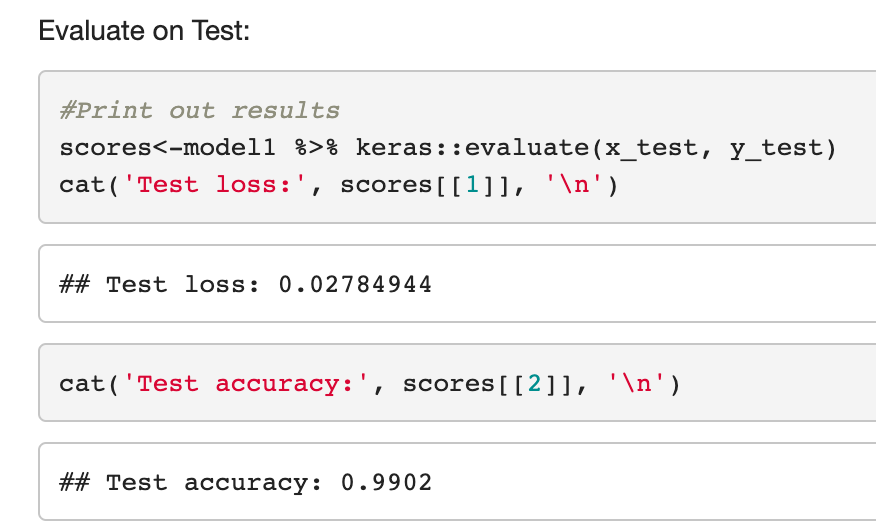 Evaluate on Test:
#Print out results
scores<-model1 %>% keras::evaluate(x_test, y_test)
cat('Test loss:', scores[[1]], '\n')
## Test loss: 0.02784944
cat('Test accuracy:', scores[[2]], '\n')
## Test accuracy: 0.9902